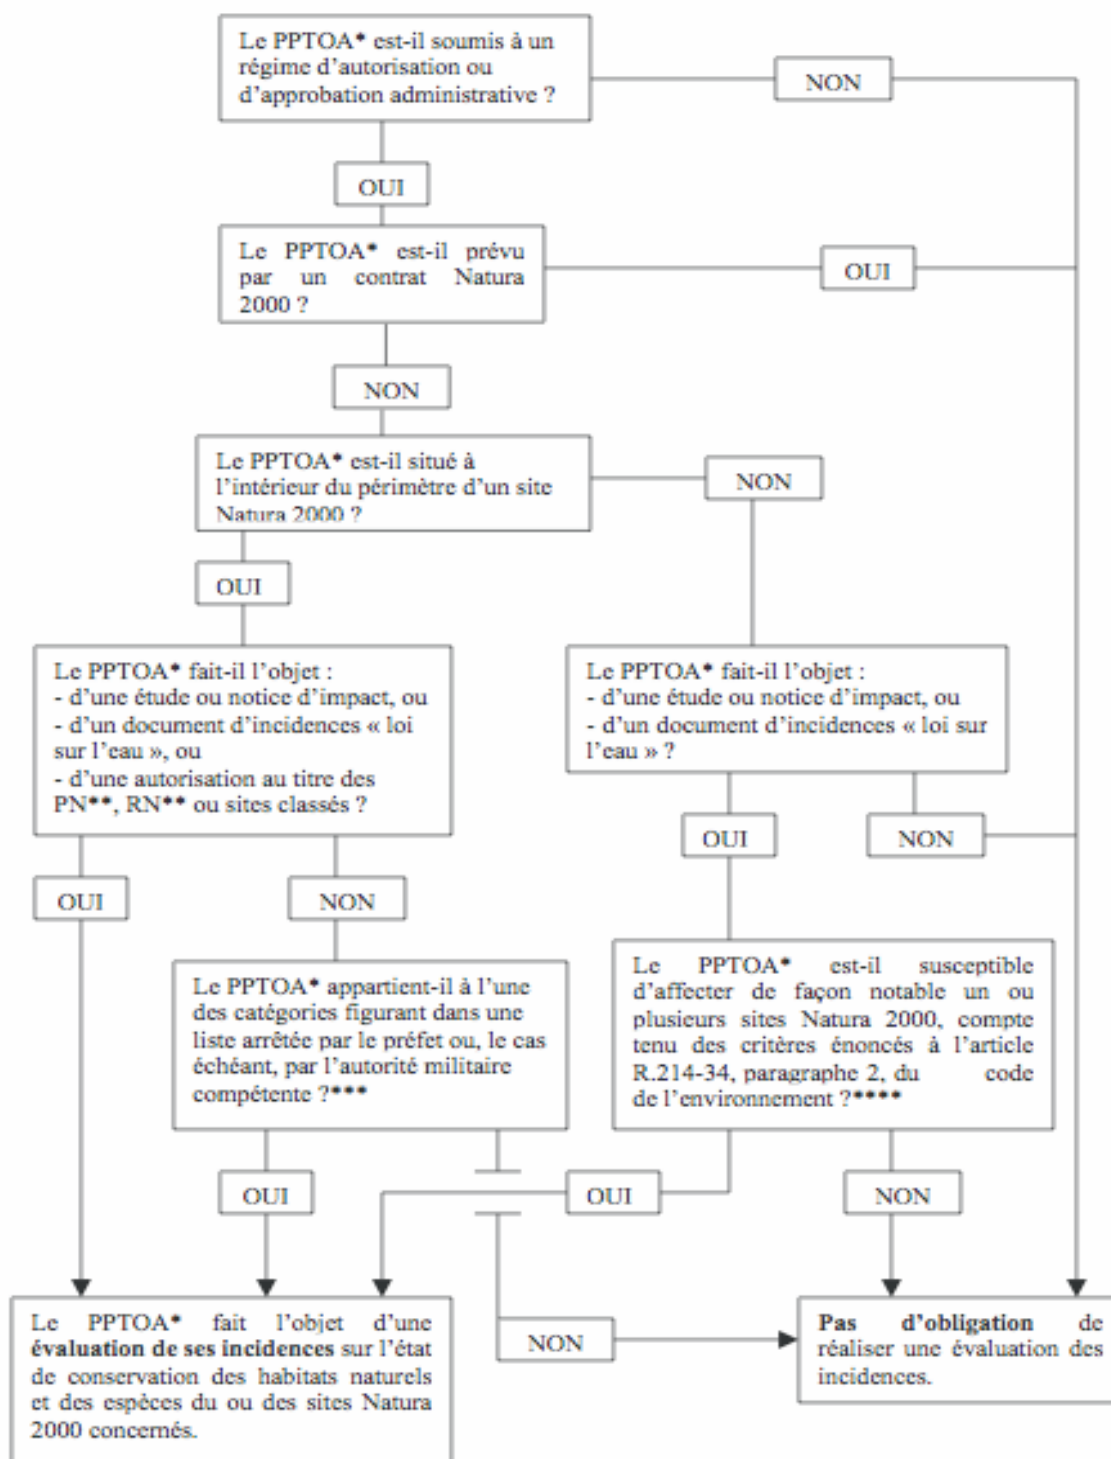 Le PPTOA* est-il soumis à un
régime d'autorisation ou
d'approbation administrative ?
NON
OUI
Le PPTOA* est-il prévu
par un contrat Natura
2000 ?
OUI
NON
Le PPTOA* est-il situé à
l'intérieur du périmètre d'un site
Natura 2000 ?
NON
OUI
Le PPTOA* fait-il l'objet :
- d'une étude ou notice d'impact, ou
- d'un document d'incidences « loi
sur l'eau », ou
- d'une autorisation au titre des
PN**, RN** ou sites classés ?
Le PPTOA* fait-il l'objet :
- d'une étude ou notice d'impact, ou
- d'un document d'incidences « loi
sur l'eau » ?
OUI
NON
OUI
NON
Le PPTOA* appartient-il à l'une
des catégories figurant dans une
liste arrêtée par le préfet ou, le cas
échéant, par l'autorité militaire
compétente ?***
Le PPTOA* est-il susceptible
d'affecter de façon notable un ou
plusieurs sites Natura 2000, compte
tenu des critères énoncés à l'article
R.214-34, paragraphe 2, du code
de l'environnement ?****
OUI
OUI
NON
Le PPTOA* fait l'objet d'une
évaluation de ses incidences sur l'état
de conservation des habitats naturels
et des espèces du ou des sites Natura
2000 concernés.
NON
Pas d'obligation de
réaliser une évaluation des
incidences.